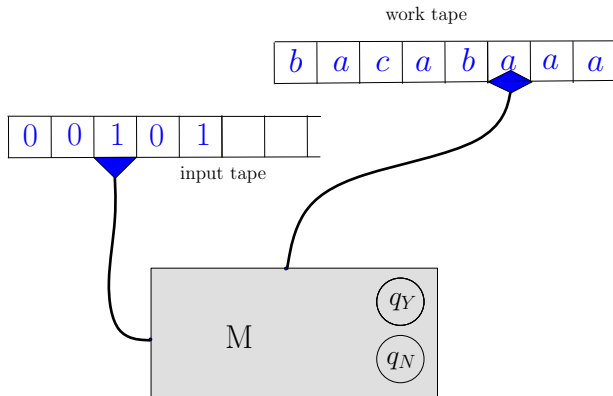 work tape
b a c a b a a a
0 0 1 0 1
input tape
M
q_Y
q_N